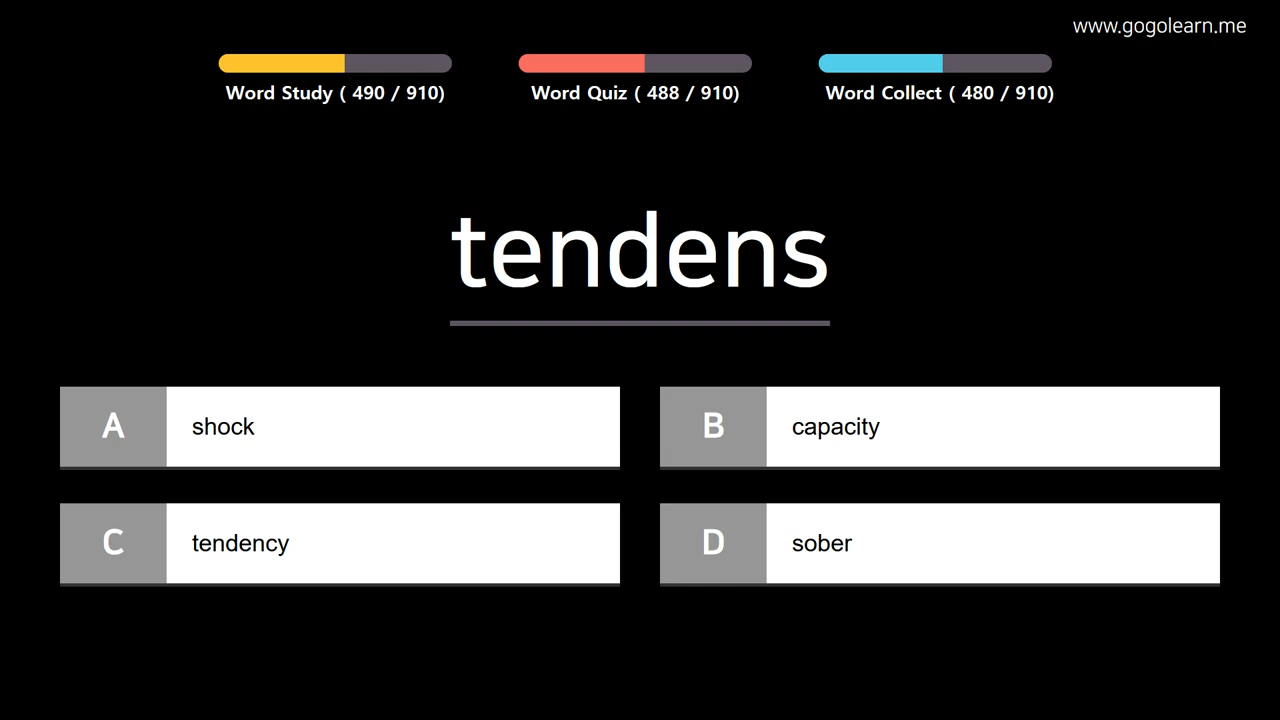 www.gogolearn.me
Word Study ( 490 / 910)
Word Quiz ( 488 / 910)
Word Collect ( 480 / 910)
tendens
A shock
B capacity
C tendency
D sober